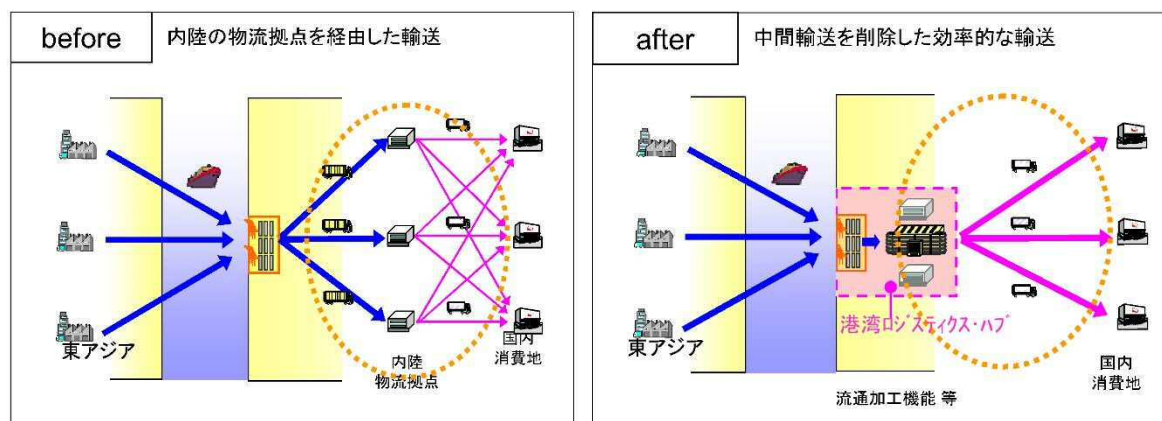 before
内陸の物流拠点を経由した輸送
東アジア
内陸
物流拠点
国内
消費地
after
中間輸送を削除した効率的な輸送
東アジア
港湾ロジスティクス・ハブ
流通加工機能 等
国内
消費地